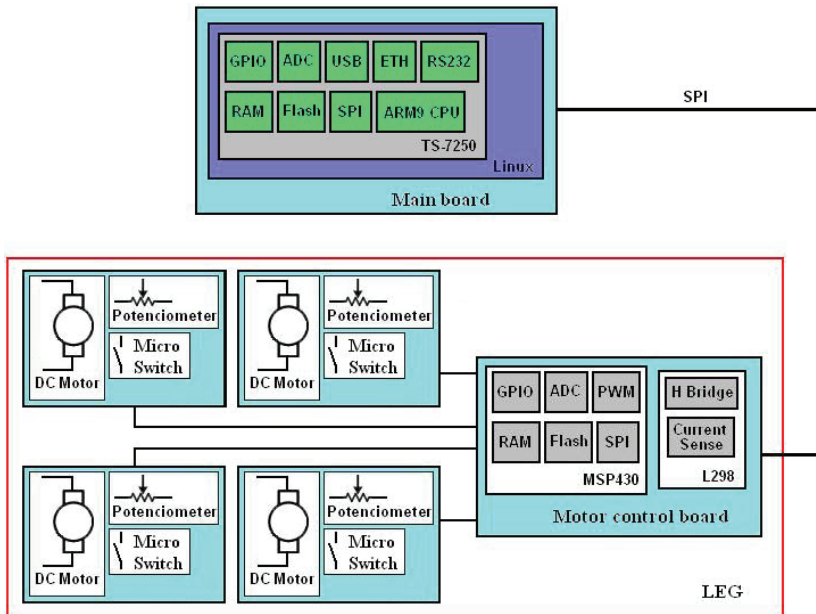 GPIO ADC USB ETH RS232
RAM Flash SPI ARM9 CPU
TS-7250
Linux
Main board
SPI
DC Motor
Potenciometer
Micro
Switch
DC Motor
Potenciometer
Micro
Switch
GPIO ADC PWM
RAM Flash SPI
MSP430
H Bridge
Current
Sense
L298
Motor control board
DC Motor
Potenciometer
Micro
Switch
DC Motor
Potenciometer
Micro
Switch
LEG